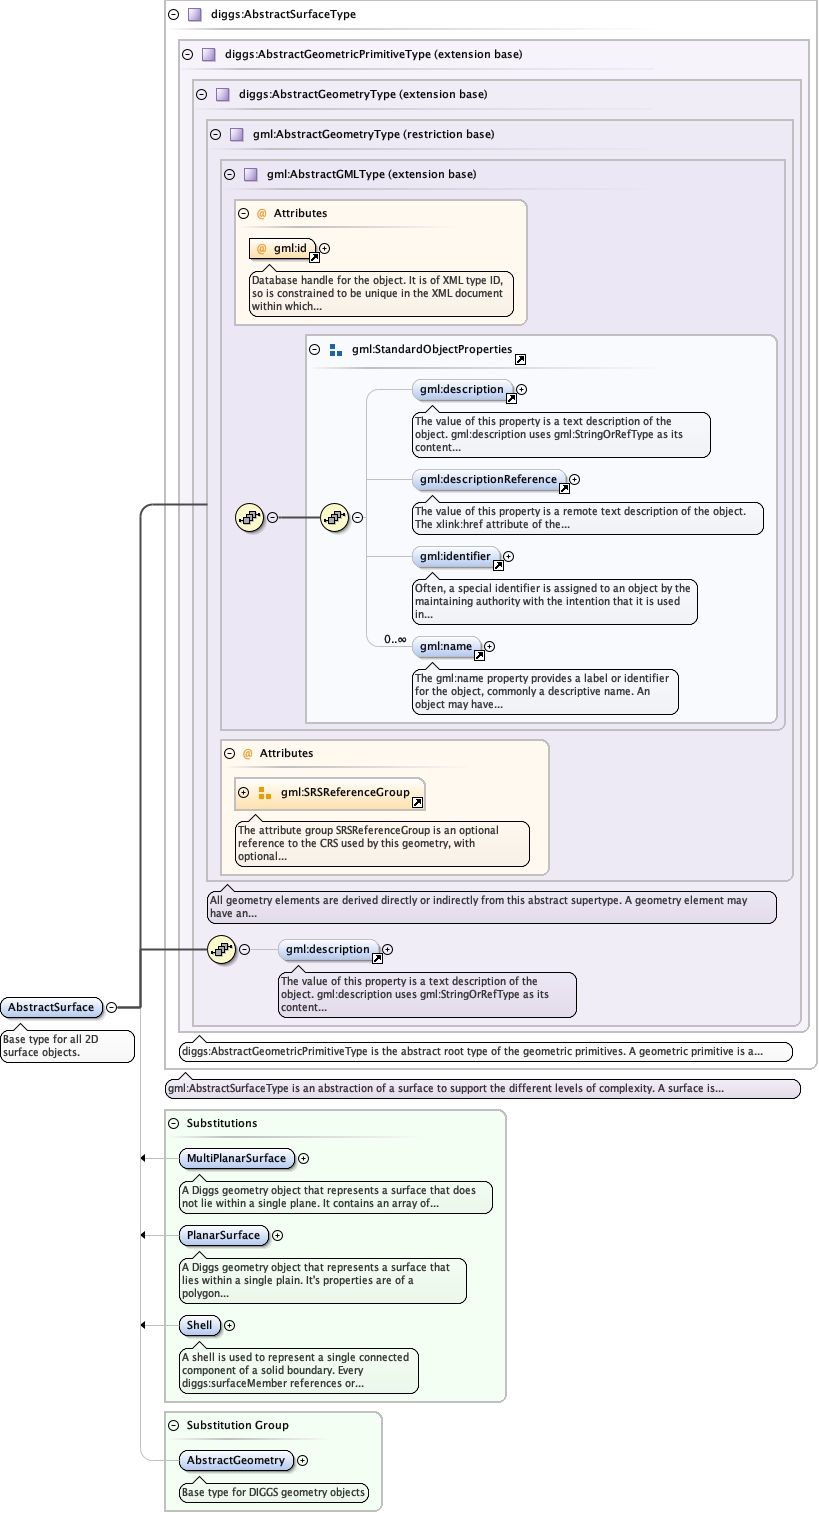 diggs:AbstractSurfaceType
diggs:AbstractGeometricPrimitiveType (extension base)
diggs:AbstractGeometryType (extension base)
gml:AbstractGeometryType (restriction base)
gml:AbstractGMLType (extension base)
@ Attributes
@ gml:id
Database handle for the object. It is of XML type ID,
so is constrained to be unique in the XML document
within which...
gml:StandardObjectProperties
gml:description
The value of this property is a text description of the
object. gml:description uses gml:StringOrRefType as its
content...
gml:descriptionReference
The value of this property is a remote text description of the object.
The xlink:href attribute of the...
gml:identifier
Often, a special identifier is assigned to an object by the
maintaining authority with the intention that it is used
in...
0..∞
gml:name
The gml:name property provides a label or identifier
for the object, commonly a descriptive name. An
object may have...
@ Attributes
gml:SRSReferenceGroup
The attribute group SRSReferenceGroup is an optional
reference to the CRS used by this geometry, with
optional...
All geometry elements are derived directly or indirectly from this abstract supertype. A geometry element may
have an...
gml:description
The value of this property is a text description of the
object. gml:description uses gml:StringOrRefType as its
content...
AbstractSurface
Base type for all 2D
surface objects.
diggs:AbstractGeometricPrimitiveType is the abstract root type of the geometric primitives. A geometric primitive is a...
gml:AbstractSurfaceType is an abstraction of a surface to support the different levels of complexity. A surface is...
Substitutions
MultiPlanarSurface
A Diggs geometry object that represents a surface that does
not lie within a single plane. It contains an array of...
PlanarSurface
A Diggs geometry object that represents a surface that
lies within a single plain. It's properties are of a
polygon...
Shell
A shell is used to represent a single connected
component of a solid boundary. Every
diggs:surfaceMember references or...
Substitution Group
AbstractGeometry
Base type for DIGGS geometry objects